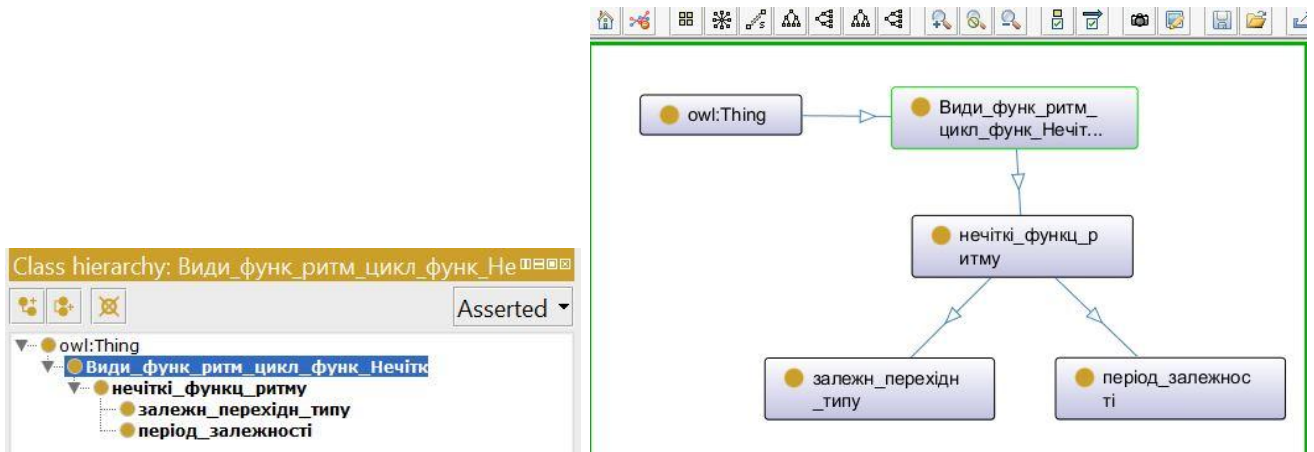 Class hierarchy: Види_функ_ритм_цикл_функ_Не
Asserted
owl:Thing
Види_функ_ритм_цикл_функ_Нечітк
нечіткі_функц_ритму
залежн_перехідн_типу
період_залежності
owl:Thing
Види_функ_ритм_
цикл_функ_Нечіт...
нечіткі_функц_р
итму
залежн_перехідн
_типу
період_залежнос
ті